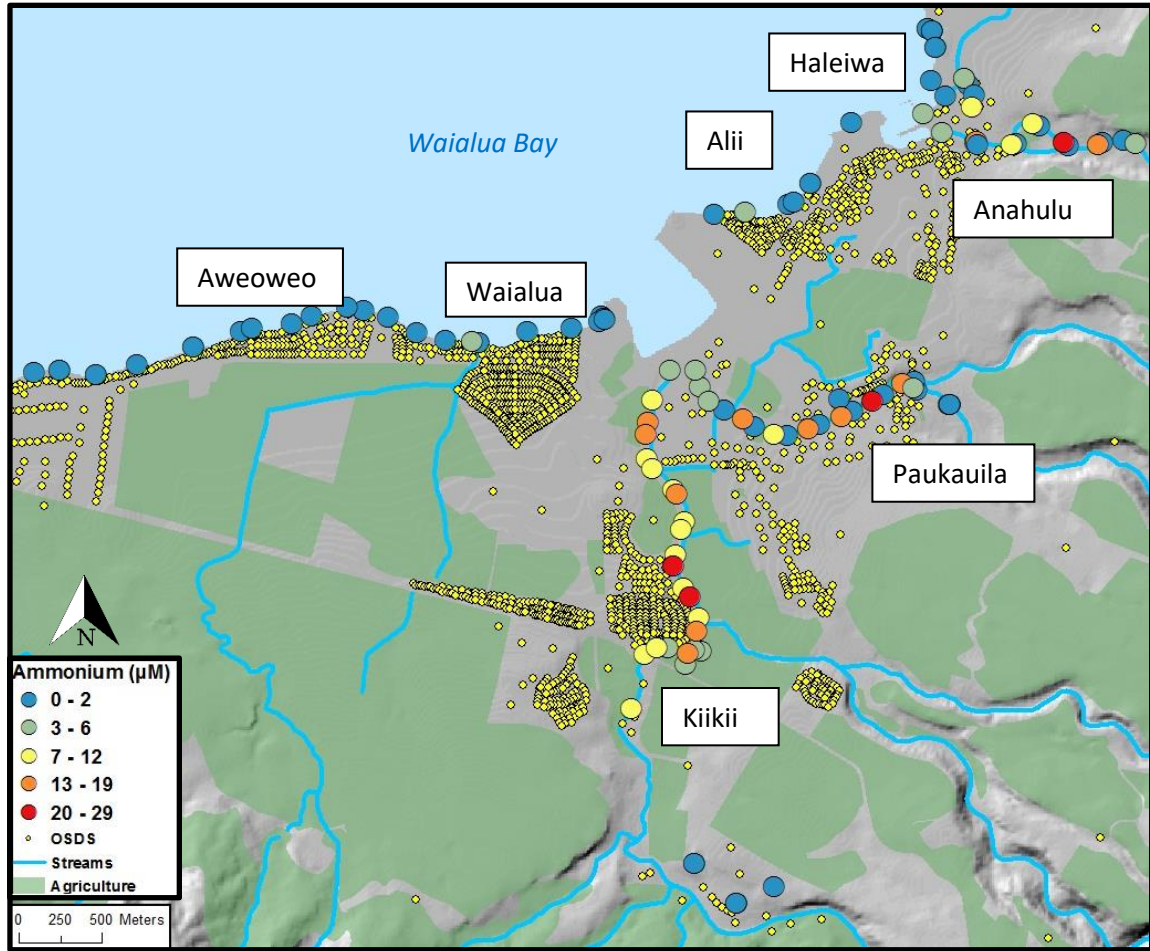 Haleiwa
Waialua Bay
Alii
Anahulu
Aweoweo
Waialua
Paukauila
Kiikii
N
Ammonium (µM)
0 - 2
3 - 6
7 - 12
13 - 19
20 - 29
OSDS
Streams
Agriculture
0 250 500 Meters